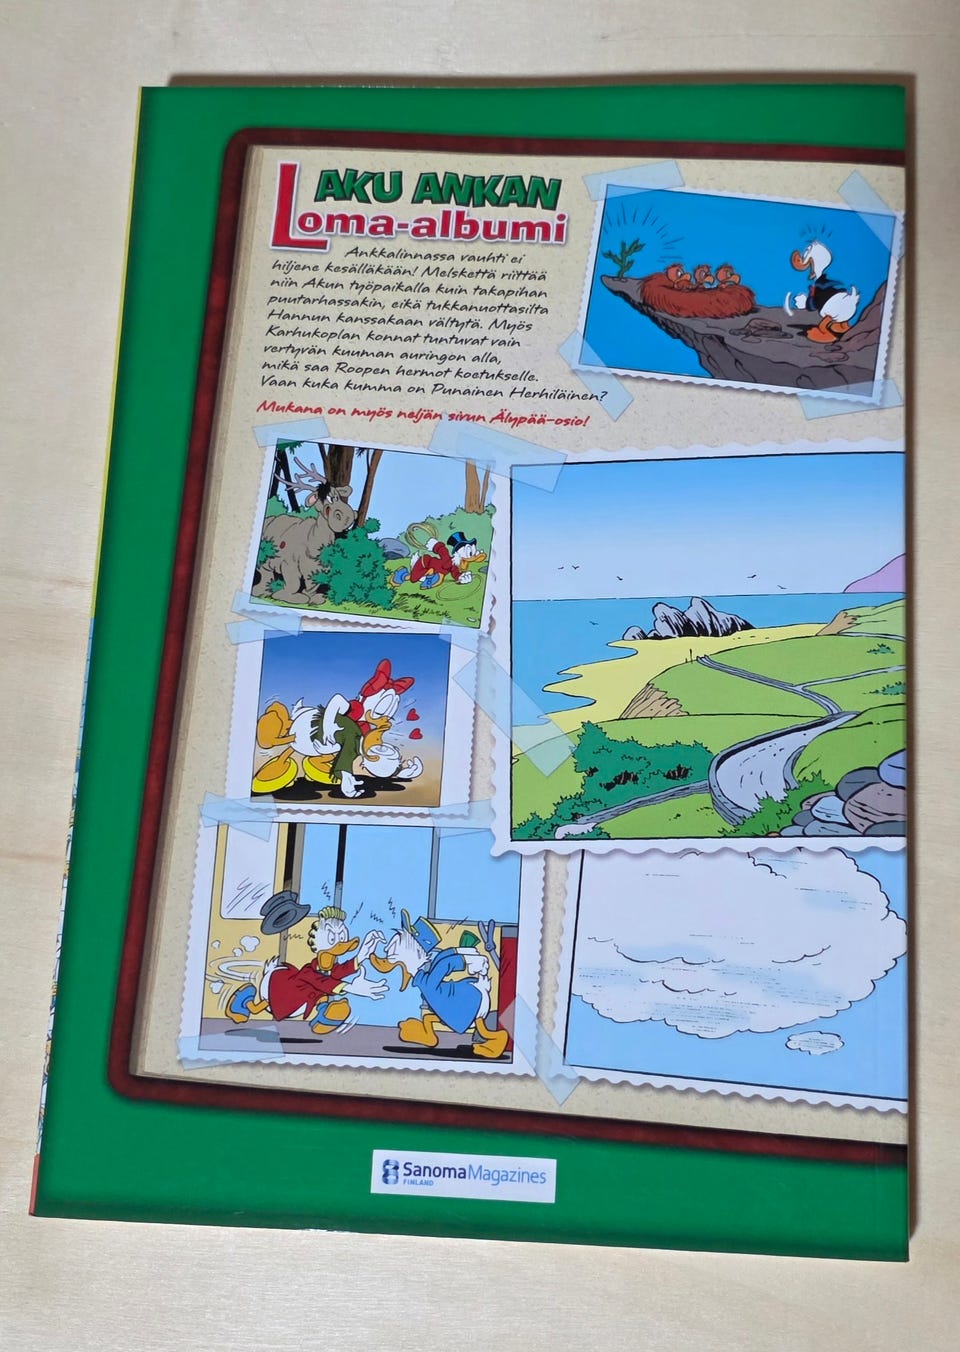 AKU ANKAN
Loma-albumi
Ankkalinnassa vauhti ei
hiljene kesälläkään! Melskettä riittää
niin Akun työpaikalla kuin takapihan
puutarhassakin, eikä tukkanuottasilta
Hannun kanssakaan vältytä. Myös
Karhukoplan konnat tuntuvat vain
vertyvän kuuman auringon alla,
mikä saa Roopen hermot koetukselle.
Vaan kuka kumma on Punainen Herhiläinen?
Mukana on myös neljän sivun Älypää-osio!
SanomaMagazines
FINLAND